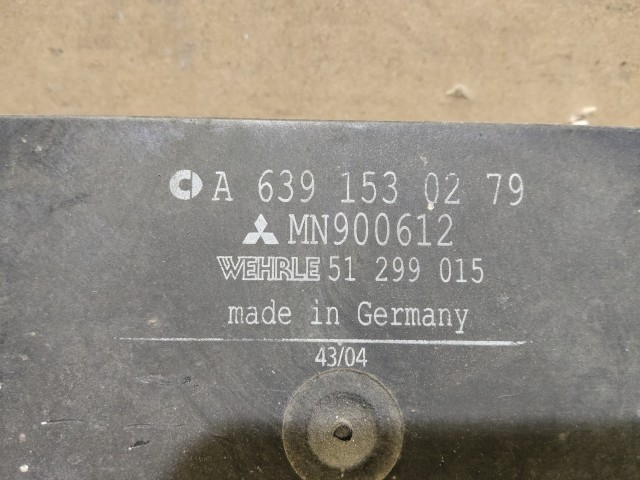 A 639 153 02 79
MN900612
WEHRLE 51 299 015
made in Germany
43/04